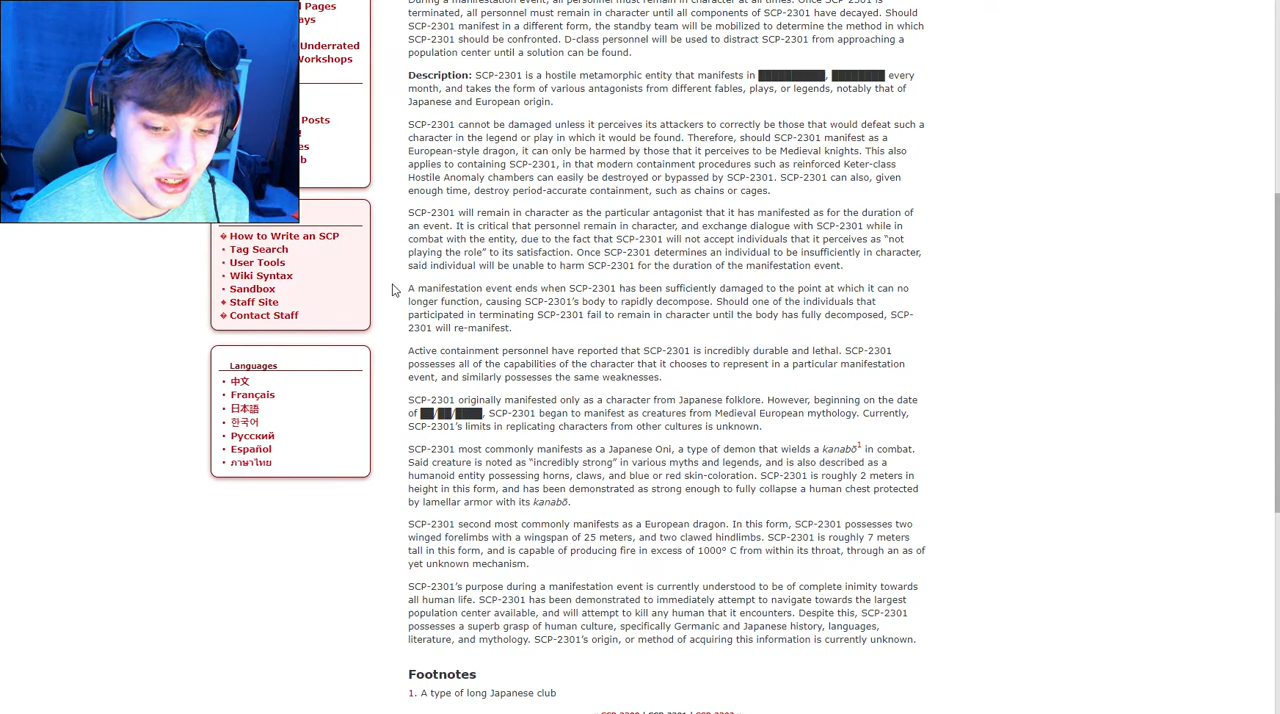 During a manifestation event, all personnel must remain in character at all times. Once SCP-2301 is
terminated, all personnel must remain in character until all components of SCP-2301 have decayed. Should
SCP-2301 manifest in a different form, the standby team will be mobilized to determine the method in which
SCP-2301 should be confronted. D-class personnel will be used to distract SCP-2301 from approaching a
population center until a solution can be found.
Description: SCP-2301 is a hostile metamorphic entity that manifests in ██████████, ████████ every
month, and takes the form of various antagonists from different fables, plays, or legends, notably that of
Japanese and European origin.
SCP-2301 cannot be damaged unless it perceives its attackers to correctly be those that would defeat such a
character in the legend or play in which it would be found. Therefore, should SCP-2301 manifest as a
European-style dragon, it can only be harmed by those that it perceives to be Medieval knights. This also
applies to containing SCP-2301, in that modern containment procedures such as reinforced Keter-class
Hostile Anomaly chambers can easily be destroyed or bypassed by SCP-2301. SCP-2301 can also, given
enough time, destroy period-accurate containment, such as chains or cages.
SCP-2301 will remain in character as the particular antagonist that it has manifested as for the duration of
an event. It is critical that personnel remain in character, and exchange dialogue with SCP-2301 while in
combat with the entity, due to the fact that SCP-2301 will not accept individuals that it perceives as “not
playing the role” to its satisfaction. Once SCP-2301 determines an individual to be insufficiently in character,
said individual will be unable to harm SCP-2301 for the duration of the manifestation event.
A manifestation event ends when SCP-2301 has been sufficiently damaged to the point at which it can no
longer function, causing SCP-2301’s body to rapidly decompose. Should one of the individuals that
participated in terminating SCP-2301 fail to remain in character until the body has fully decomposed, SCP-
2301 will re-manifest.
Active containment personnel have reported that SCP-2301 is incredibly durable and lethal. SCP-2301
possesses all of the capabilities of the character that it chooses to represent in a particular manifestation
event, and similarly possesses the same weaknesses.
SCP-2301 originally manifested only as a character from Japanese folklore. However, beginning on the date
of ██/██/████, SCP-2301 began to manifest as creatures from Medieval European mythology. Currently,
SCP-2301’s limits in replicating characters from other cultures is unknown.
SCP-2301 most commonly manifests as a Japanese Oni, a type of demon that wields a kanabō1 in combat.
Said creature is noted as “incredibly strong” in various myths and legends, and is also described as a
humanoid entity possessing horns, claws, and blue or red skin-coloration. SCP-2301 is roughly 2 meters in
height in this form, and has been demonstrated as strong enough to fully collapse a human chest protected
by lamellar armor with its kanabō.
SCP-2301 second most commonly manifests as a European dragon. In this form, SCP-2301 possesses two
winged forelimbs with a wingspan of 25 meters, and two clawed hindlimbs. SCP-2301 is roughly 7 meters
tall in this form, and is capable of producing fire in excess of 1000° C from within its throat, through an as of
yet unknown mechanism.
SCP-2301’s purpose during a manifestation event is currently understood to be of complete inimity towards
all human life. SCP-2301 has been demonstrated to immediately attempt to navigate towards the largest
population center available, and will attempt to kill any human that it encounters. Despite this, SCP-2301
possesses a superb grasp of human culture, specifically Germanic and Japanese history, languages,
literature, and mythology. SCP-2301’s origin, or method of acquiring this information is currently unknown.
Footnotes
1. A type of long Japanese club
Pages
Underrated
Workshops
Posts
How to Write an SCP
Tag Search
User Tools
Wiki Syntax
Sandbox
Staff Site
Contact Staff
Languages
中文
Français
日本語
한국어
Русский
Español
ภาษาไทย